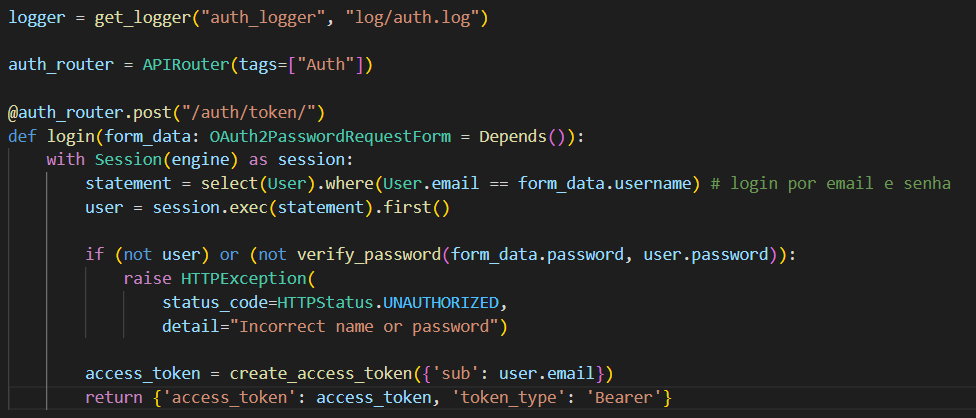 logger = get_logger("auth_logger", "log/auth.log")
auth_router = APIRouter(tags=["Auth"])
@auth_router.post("/auth/token/")
def login(form_data: OAuth2PasswordRequestForm = Depends()):
with Session(engine) as session:
statement = select(User).where(User.email == form_data.username) # login por email e senha
user = session.exec(statement).first()
if (not user) or (not verify_password(form_data.password, user.password)):
raise HTTPException(
status_code=HTTPStatus.UNAUTHORIZED,
detail="Incorrect name or password")
access_token = create_access_token({'sub': user.email})
return {'access_token': access_token, 'token_type': 'Bearer'}